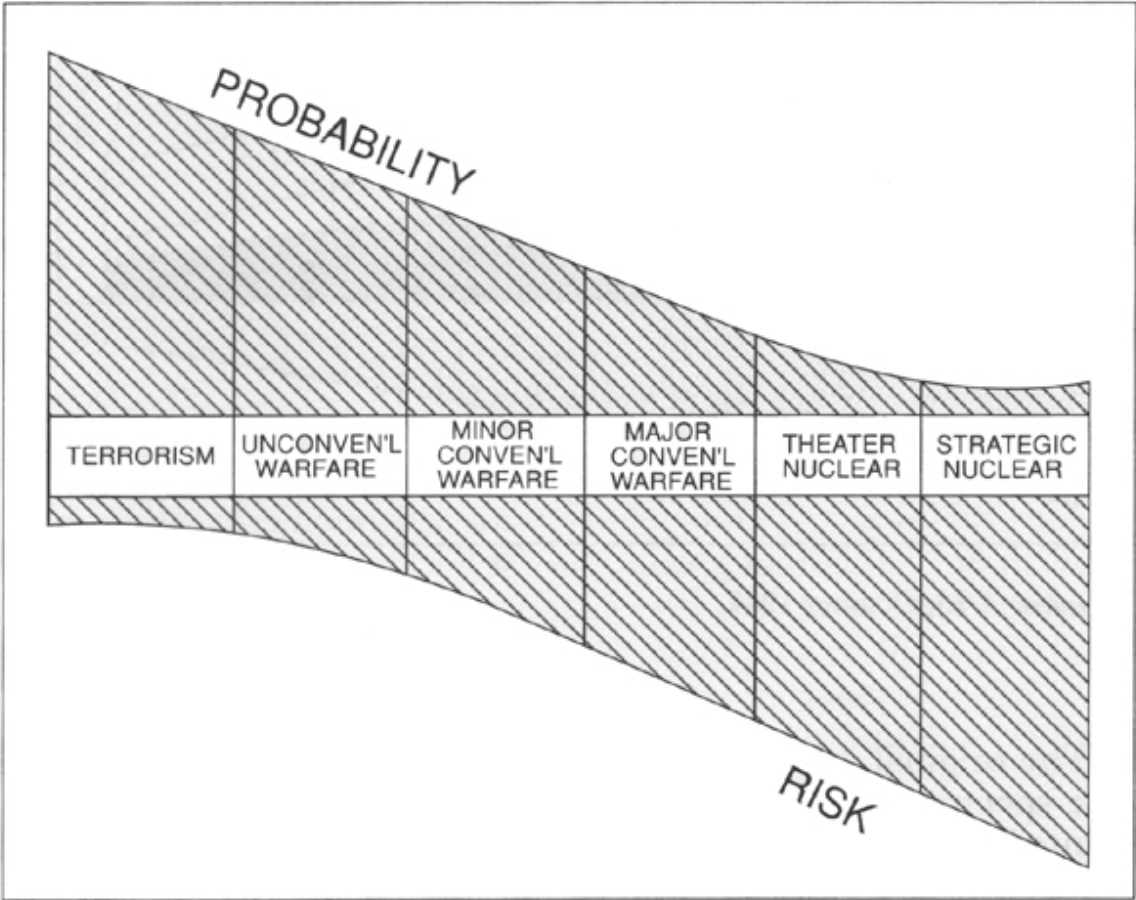 PROBABILITY
TERRORISM
UNCONVEN'L
WARFARE
MINOR
CONVEN'L
WARFARE
MAJOR
CONVEN'L
WARFARE
THEATER
NUCLEAR
STRATEGIC
NUCLEAR
RISK